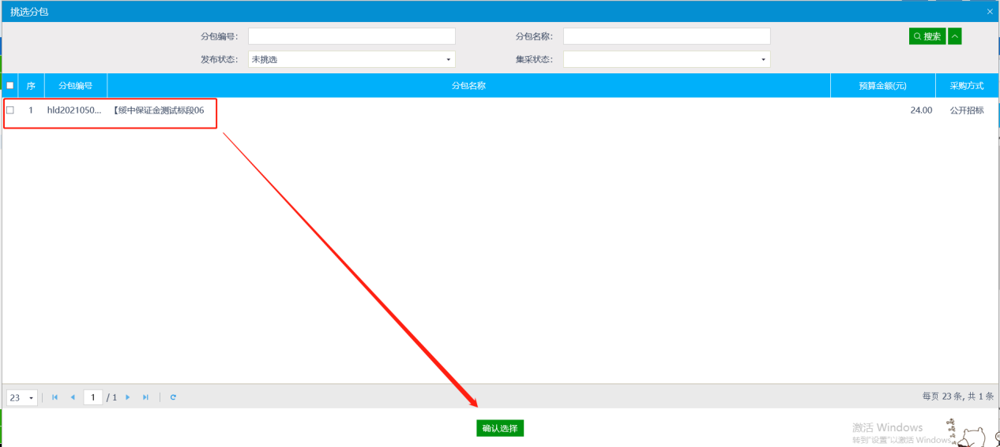 挑选分包
分包编号: 分包名称: 搜索
发布状态: 未挑选 集采状态:
序 分包编号 分包名称 预算金额(元) 采购方式
1 hld2021050... 【绥中保证金测试标段06 24.00 公开招标
23 1 / 1 每页 23 条, 共 1 条
确认选择
激活 Windows
转到"设置"以激活 Windows